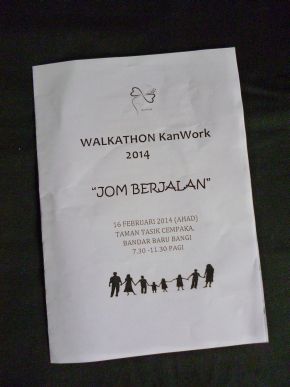 WALKATHON KanWork
2014
“JOM BERJALAN”
16 FEBRUARI 2014 (AHAD)
TAMAN TASIK CEMPAKA,
BANDAR BARU BANGI
7.30 -11.30 PAGI